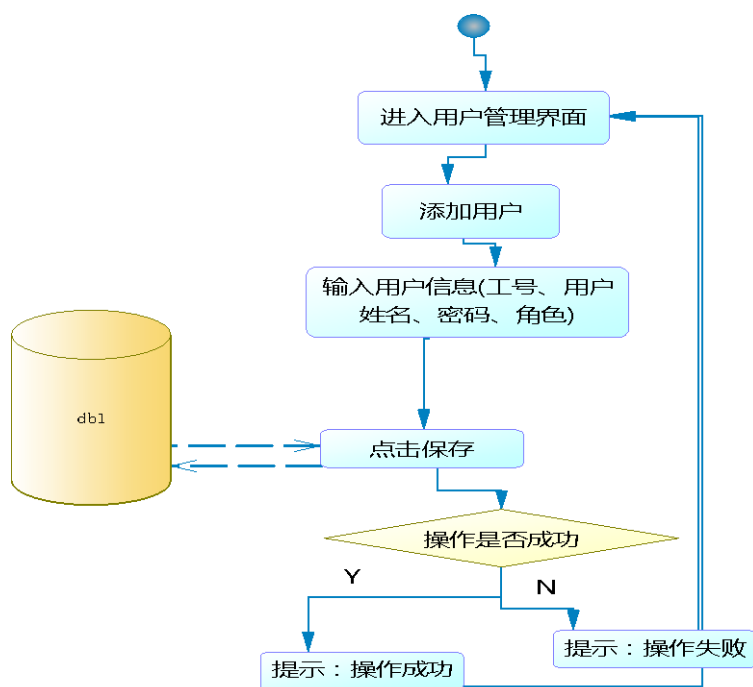 进入用户管理界面
添加用户
输入用户信息(工号、用户
姓名、密码、角色)
db1
点击保存
操作是否成功
Y
N
提示：操作失败
提示：操作成功